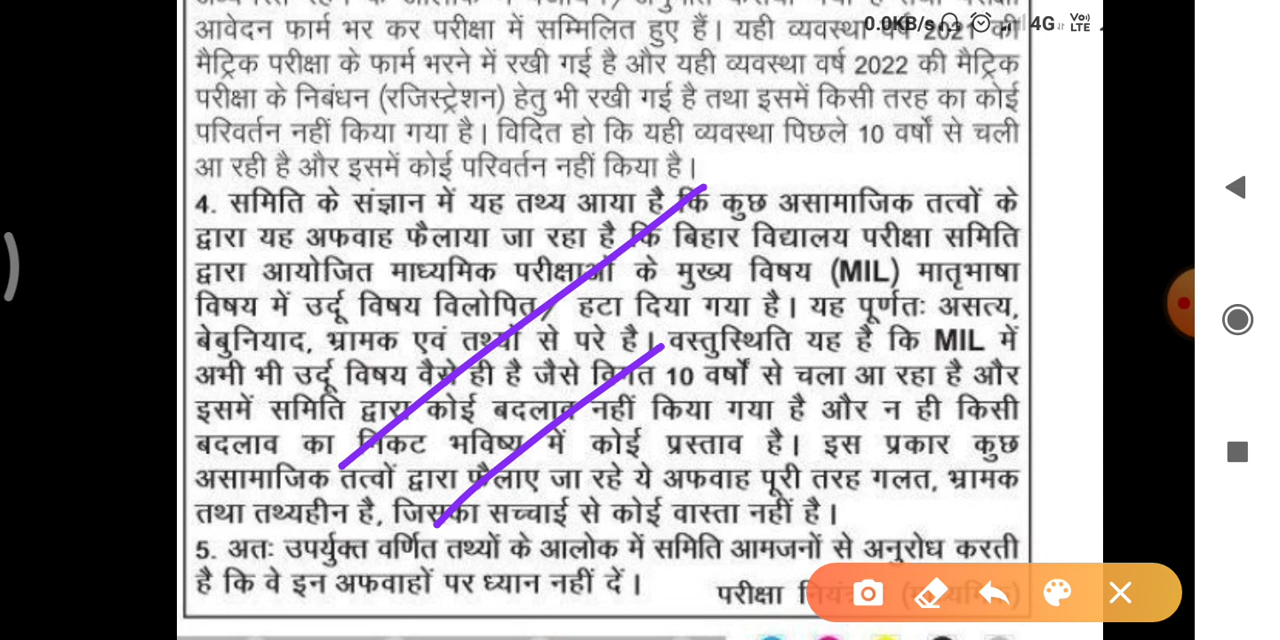 आवेदन फार्म भर कर परीक्षा में सम्मिलित हुए हैं। यही व्यवस्था 2021 की
0.0KB/s 4G Vo) LTE
मैट्रिक परीक्षा के फार्म भरने में रखी गई है और यही व्यवस्था वर्ष 2022 की मैट्रिक
परीक्षा के निबंधन (रजिस्ट्रेशन) हेतु भी रखी गई है तथा इसमें किसी तरह का कोई
परिवर्तन नहीं किया गया है। विदित हो कि यही व्यवस्था पिछले 10 वर्षों से चली
आ रही है और इसमें कोई परिवर्तन नहीं किया है।
4. समिति के संज्ञान में यह तथ्य आया है कि कुछ असामाजिक तत्वों के
द्वारा यह अफवाह फैलाया जा रहा है कि बिहार विद्यालय परीक्षा समिति
द्वारा आयोजित माध्यमिक परीक्षाओं के मुख्य विषय (MIL) मातृभाषा
विषय में उर्दू विषय विलोपित/ हटा दिया गया है। यह पूर्णतः असत्य,
बेबुनियाद, भ्रामक एवं तथ्यों से परे है। वस्तुस्थिति यह है कि MIL में
अभी भी उर्दू विषय वैसे ही है जैसे विगत 10 वर्षों से चला आ रहा है और
इसमें समिति द्वारा कोई बदलाव नहीं किया गया है और न ही किसी
बदलाव का निकट भविष्य में कोई प्रस्ताव है। इस प्रकार कुछ
असामाजिक तत्वों द्वारा फैलाए जा रहे ये अफवाह पूरी तरह गलत, भ्रामक
तथा तथ्यहीन है, जिसका सच्चाई से कोई वास्ता नहीं है।
5. अतः उपर्युक्त वर्णित तथ्यों के आलोक में समिति आमजनों से अनुरोध करती
है कि वे इन अफवाहों पर ध्यान नहीं दें।
परीक्षा